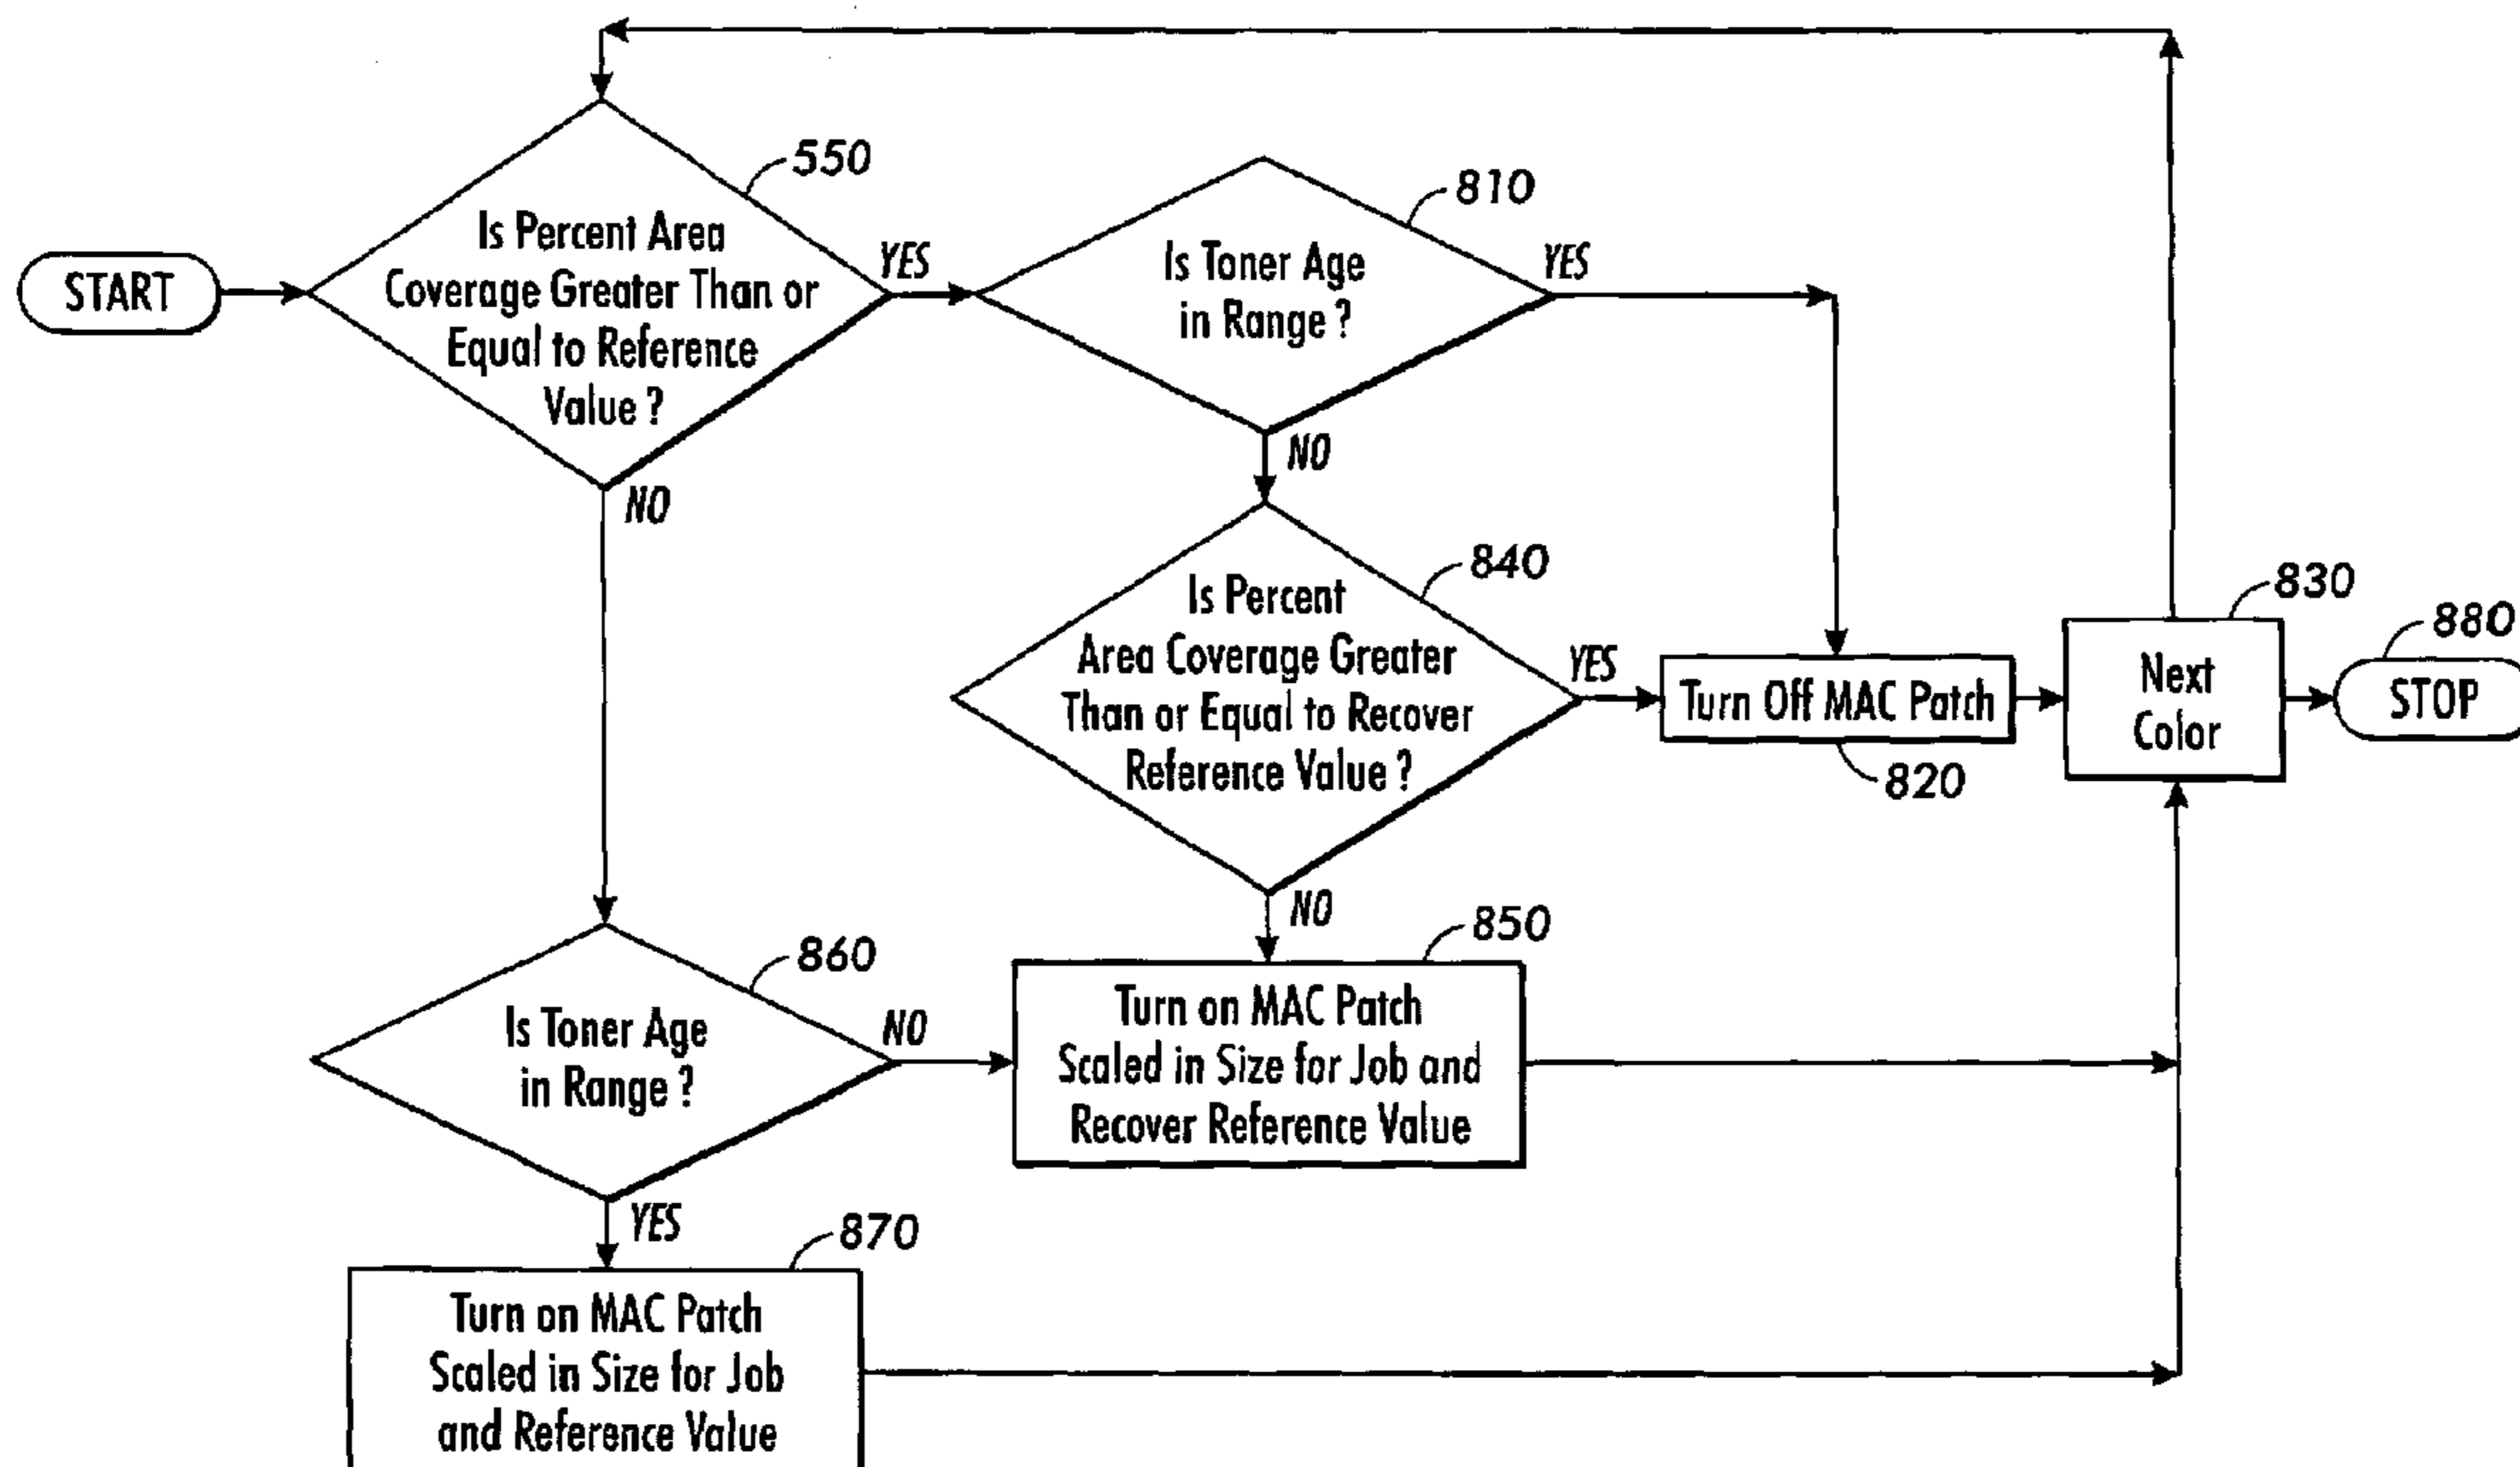 START
Is Percent Area
Coverage Greater Than or
Equal to Reference
Value ?
550
YES
NO
Is Toner Age
in Range ?
810
YES
NO
Is Percent
Area Coverage Greater
Than or Equal to Recover
Reference Value ?
840
YES
NO
Turn Off MAC Patch
820
Next
Color
830
STOP
880
Is Toner Age
in Range ?
860
NO
YES
Turn on MAC Patch
Scaled in Size for Job and
Recover Reference Value
850
Turn on MAC Patch
Scaled in Size for Job
and Reference Value
870